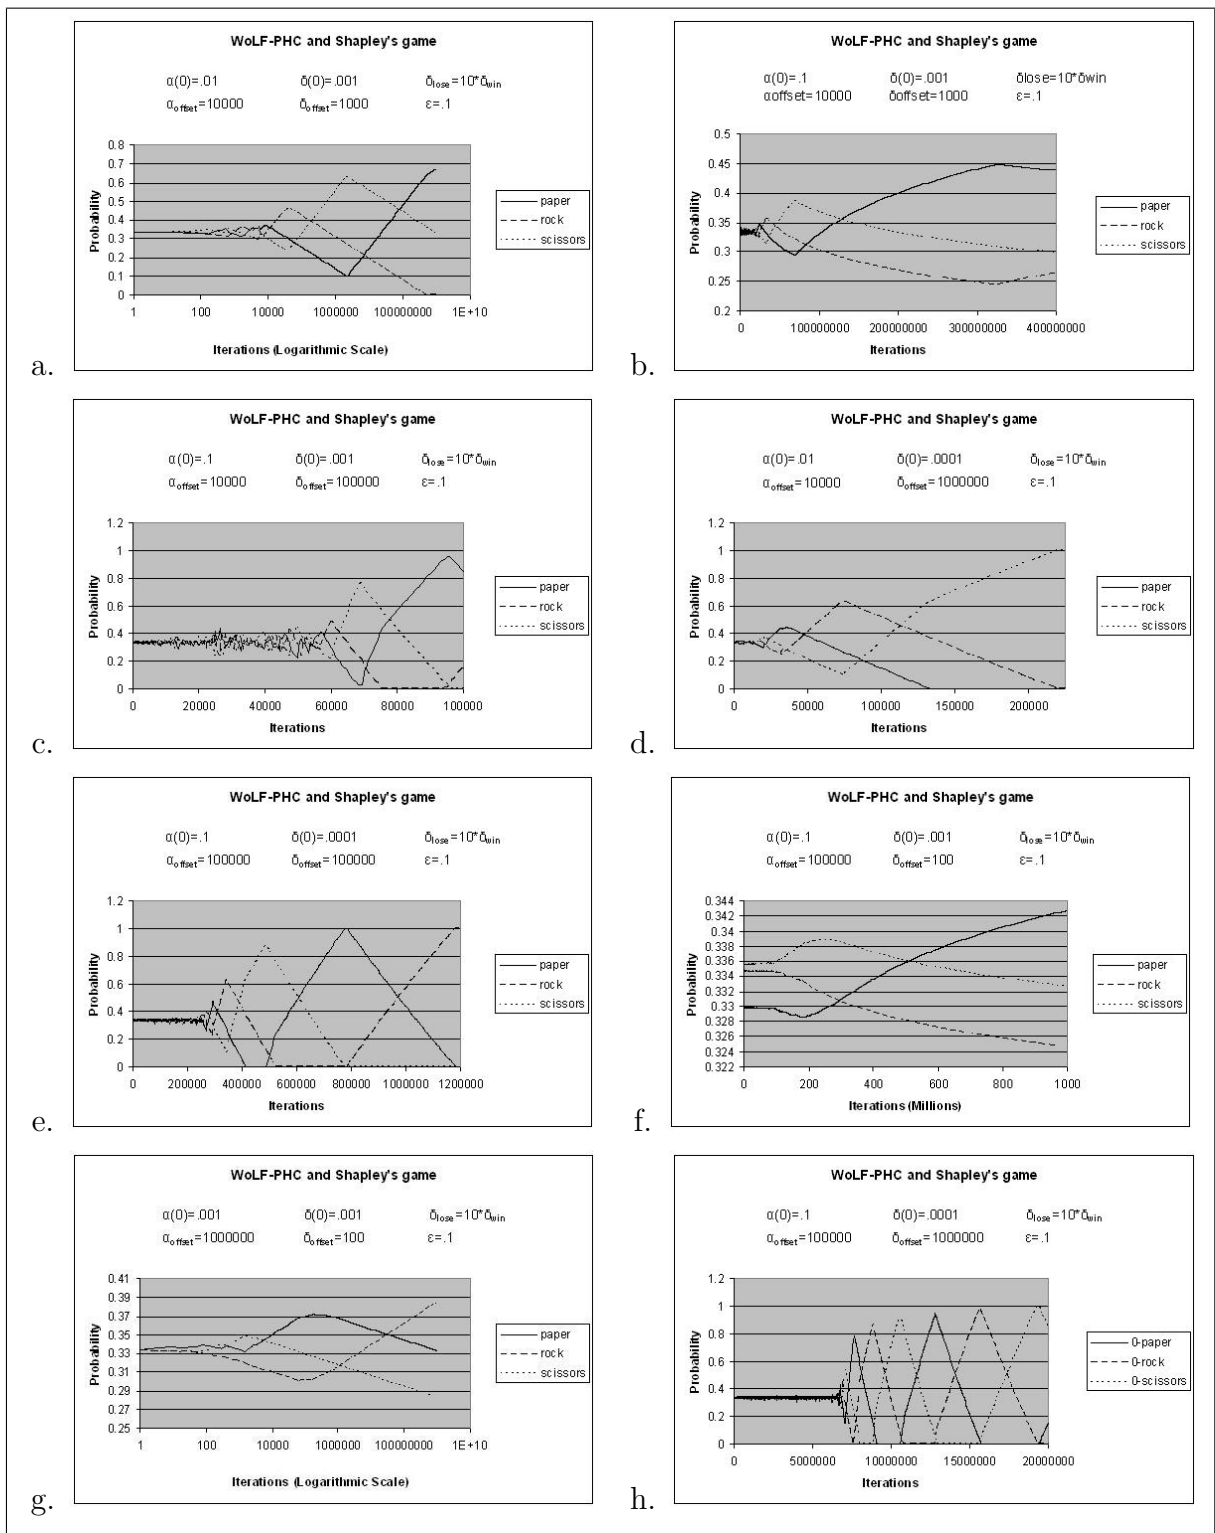 WoLF-PHC and Shapley's game
α(0)=.01 δ(0)=.001 δlose=10*δwin
αoffset=10000 δoffset=1000 ε=.1
0.8
0.7
0.6
0.5
0.4
0.3
0.2
0.1
0
Probability
1 100 10000 1000000 100000000 1E+10
Iterations (Logarithmic Scale)
paper
rock
scissors
a.
WoLF-PHC and Shapley's game
α(0)=.1 δ(0)=.001 δlose=10*δwin
αoffset=10000 δoffset=1000 ε=.1
0.5
0.45
0.4
0.35
0.3
0.25
0.2
Probability
0 100000000 200000000 300000000 400000000
Iterations
paper
rock
scissors
b.
WoLF-PHC and Shapley's game
α(0)=.1 δ(0)=.001 δlose=10*δwin
αoffset=10000 δoffset=100000 ε=.1
1.2
1
0.8
0.6
0.4
0.2
0
Probability
0 20000 40000 60000 80000 100000
Iterations
paper
rock
scissors
c.
WoLF-PHC and Shapley's game
α(0)=.01 δ(0)=.0001 δlose=10*δwin
αoffset=10000 δoffset=1000000 ε=.1
1.2
1
0.8
0.6
0.4
0.2
0
Probability
0 50000 100000 150000 200000
Iterations
paper
rock
scissors
d.
WoLF-PHC and Shapley's game
α(0)=.1 δ(0)=.0001 δlose=10*δwin
αoffset=100000 δoffset=100000 ε=.1
1.2
1
0.8
0.6
0.4
0.2
0
Probability
0 200000 400000 600000 800000 1000000 1200000
Iterations
paper
rock
scissors
e.
WoLF-PHC and Shapley's game
α(0)=.1 δ(0)=.001 δlose=10*δwin
αoffset=100000 δoffset=100 ε=.1
0.344
0.342
0.34
0.338
0.336
0.334
0.332
0.33
0.328
0.326
0.324
0.322
Probability
0 200 400 600 800 1000
Iterations (Millions)
paper
rock
scissors
f.
WoLF-PHC and Shapley's game
α(0)=.001 δ(0)=.001 δlose=10*δwin
αoffset=1000000 δoffset=100 ε=.1
0.41
0.39
0.37
0.35
0.33
0.31
0.29
0.27
0.25
Probability
1 100 10000 1000000 100000000 1E+10
Iterations (Logarithmic Scale)
paper
rock
scissors
g.
WoLF-PHC and Shapley's game
α(0)=.1 δ(0)=.0001 δlose=10*δwin
αoffset=100000 δoffset=1000000 ε=.1
1.2
1
0.8
0.6
0.4
0.2
0
Probability
0 5000000 10000000 15000000 20000000
Iterations
0-paper
0-rock
0-scissors
h.